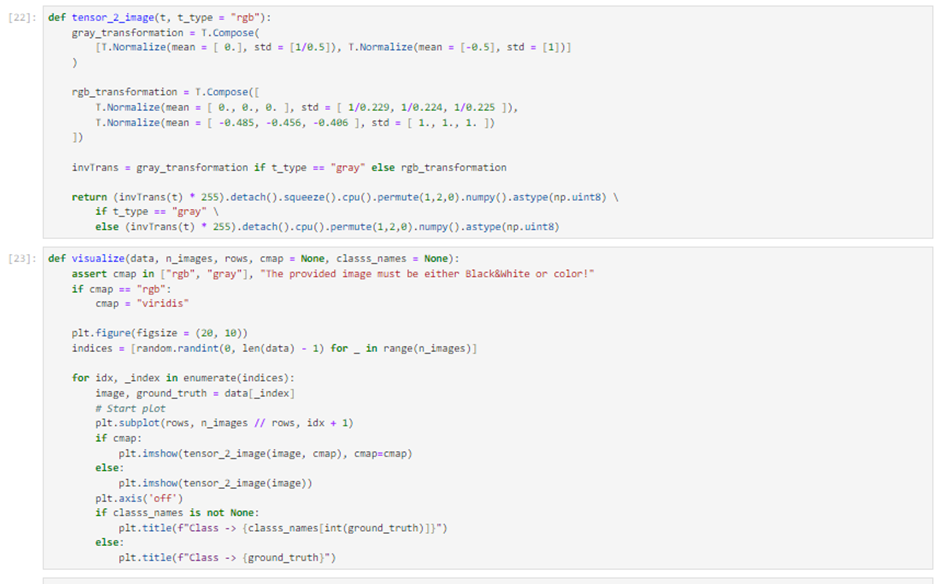 [22]: def tensor_2_image(t, t_type = "rgb"):
gray_transformation = T.Compose(
[T.Normalize(mean = [ 0.], std = [1/0.5]), T.Normalize(mean = [-0.5], std = [1])]
)
rgb_transformation = T.Compose([
T.Normalize(mean = [ 0., 0., 0. ], std = [ 1/0.229, 1/0.224, 1/0.225 ]),
T.Normalize(mean = [ -0.485, -0.456, -0.406 ], std = [ 1., 1., 1. ])
])
invTrans = gray_transformation if t_type == "gray" else rgb_transformation
return (invTrans(t) * 255).detach().squeeze().cpu().permute(1,2,0).numpy().astype(np.uint8) \
if t_type == "gray" \
else (invTrans(t) * 255).detach().cpu().permute(1,2,0).numpy().astype(np.uint8)
[23]: def visualize(data, n_images, rows, cmap = None, classs_names = None):
assert cmap in ["rgb", "gray"], "The provided image must be either Black&White or color!"
if cmap == "rgb":
cmap = "viridis"
plt.figure(figsize = (20, 10))
indices = [random.randint(0, len(data) - 1) for _ in range(n_images)]
for idx, _index in enumerate(indices):
image, ground_truth = data[_index]
# Start plot
plt.subplot(rows, n_images // rows, idx + 1)
if cmap:
plt.imshow(tensor_2_image(image, cmap), cmap=cmap)
else:
plt.imshow(tensor_2_image(image))
plt.axis('off')
if classs_names is not None:
plt.title(f"Class -> {classs_names[int(ground_truth)]}")
else:
plt.title(f"Class -> {ground_truth}")